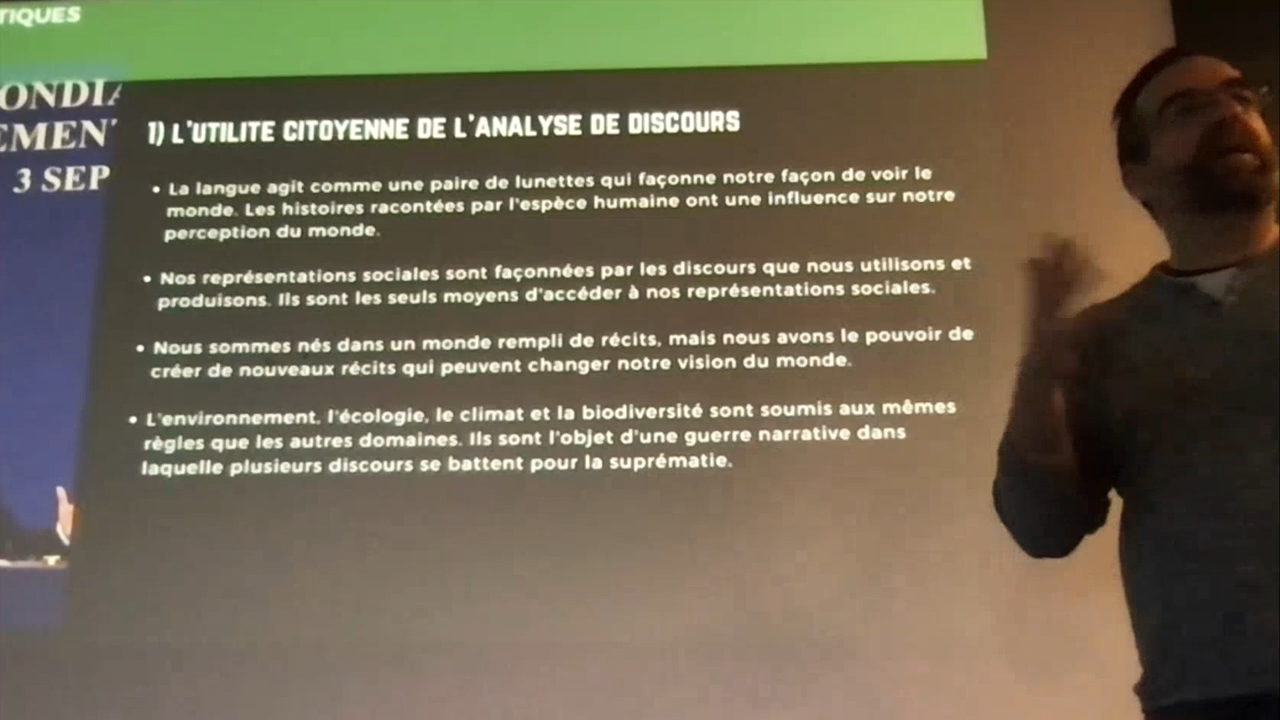 TIQUES
ONDIA
EMENT
3 SEP
1) L'UTILITE CITOYENNE DE L'ANALYSE DE DISCOURS
• La langue agit comme une paire de lunettes qui façonne notre façon de voir le
monde. Les histoires racontées par l'espèce humaine ont une influence sur notre
perception du monde.
• Nos représentations sociales sont façonnées par les discours que nous utilisons et
produisons. Ils sont les seuls moyens d'accéder à nos représentations sociales.
• Nous sommes nés dans un monde rempli de récits, mais nous avons le pouvoir de
créer de nouveaux récits qui peuvent changer notre vision du monde.
• L'environnement, l'écologie, le climat et la biodiversité sont soumis aux mêmes
règles que les autres domaines. Ils sont l'objet d'une guerre narrative dans
laquelle plusieurs discours se battent pour la suprématie.